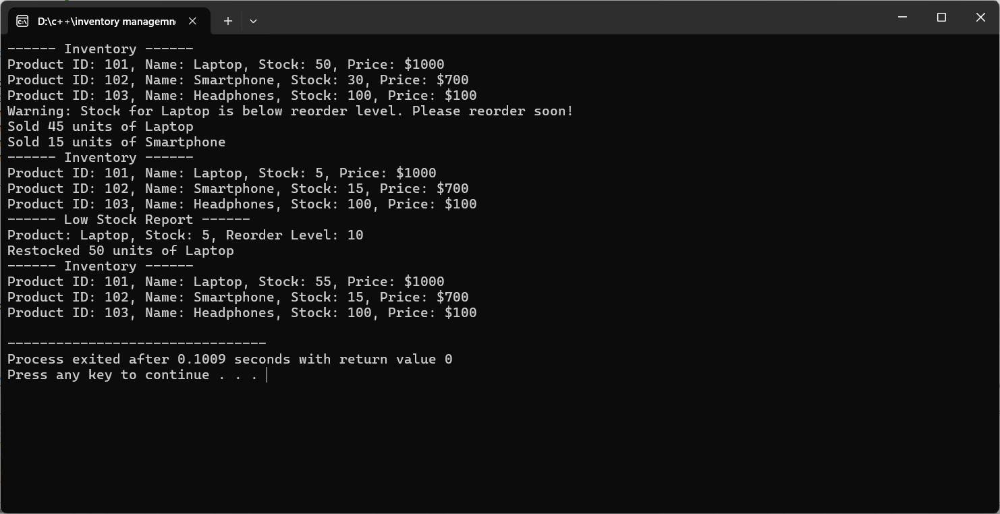 D:\c++\inventory managemn
------ Inventory ------
Product ID: 101, Name: Laptop, Stock: 50, Price: $1000
Product ID: 102, Name: Smartphone, Stock: 30, Price: $700
Product ID: 103, Name: Headphones, Stock: 100, Price: $100
Warning: Stock for Laptop is below reorder level. Please reorder soon!
Sold 45 units of Laptop
Sold 15 units of Smartphone
------ Inventory ------
Product ID: 101, Name: Laptop, Stock: 5, Price: $1000
Product ID: 102, Name: Smartphone, Stock: 15, Price: $700
Product ID: 103, Name: Headphones, Stock: 100, Price: $100
------ Low Stock Report ------
Product: Laptop, Stock: 5, Reorder Level: 10
Restocked 50 units of Laptop
------ Inventory ------
Product ID: 101, Name: Laptop, Stock: 55, Price: $1000
Product ID: 102, Name: Smartphone, Stock: 15, Price: $700
Product ID: 103, Name: Headphones, Stock: 100, Price: $100
--------------------------------
Process exited after 0.1009 seconds with return value 0
Press any key to continue . . .